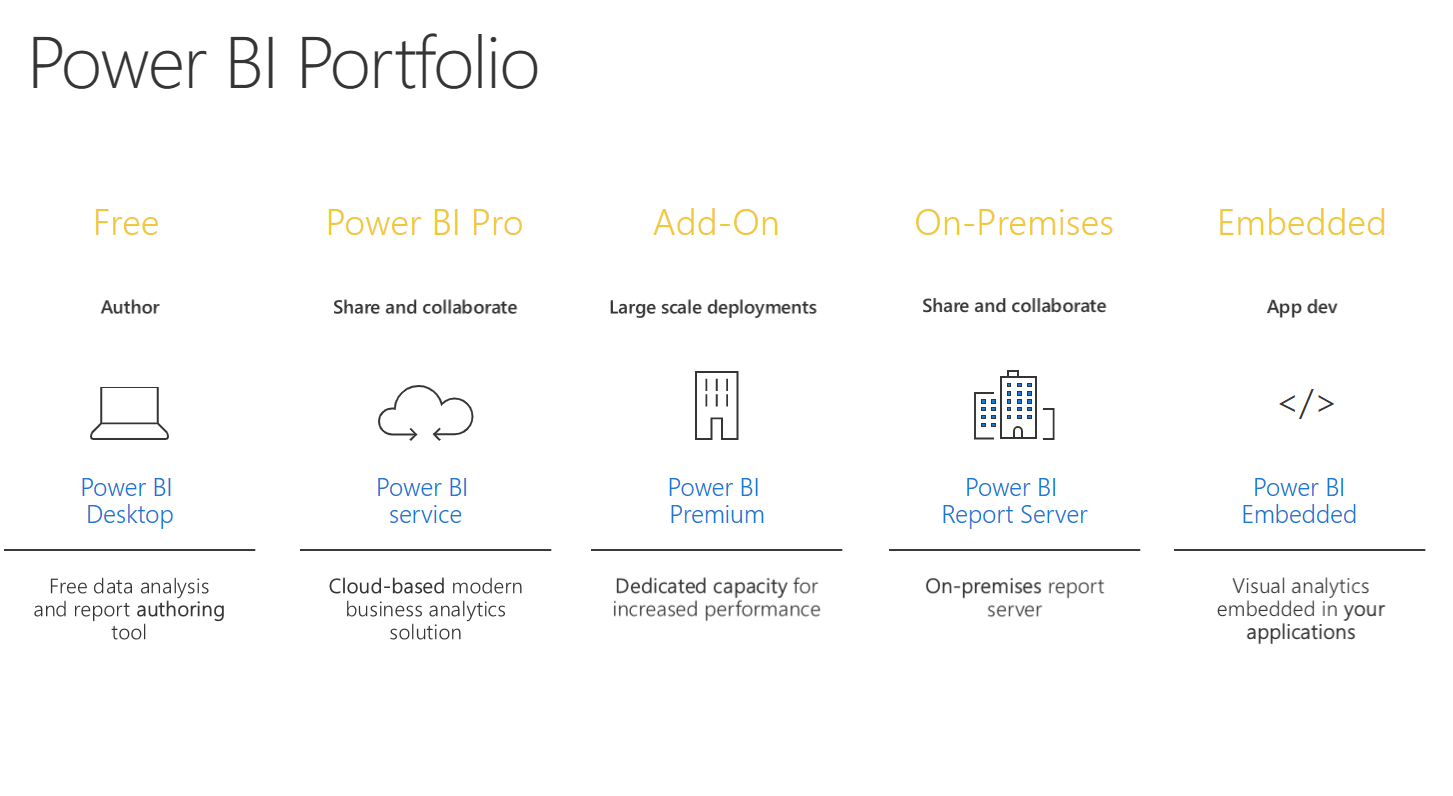 Power BI Portfolio
Free
Author
Power BI
Desktop
Free data analysis
and report authoring
tool
Power BI Pro
Share and collaborate
Power BI
service
Cloud-based modern
business analytics
solution
Add-On
Large scale deployments
Power BI
Premium
Dedicated capacity for
increased performance
On-Premises
Share and collaborate
Power BI
Report Server
On-premises report
server
Embedded
App dev
</>
Power BI
Embedded
Visual analytics
embedded in your
applications